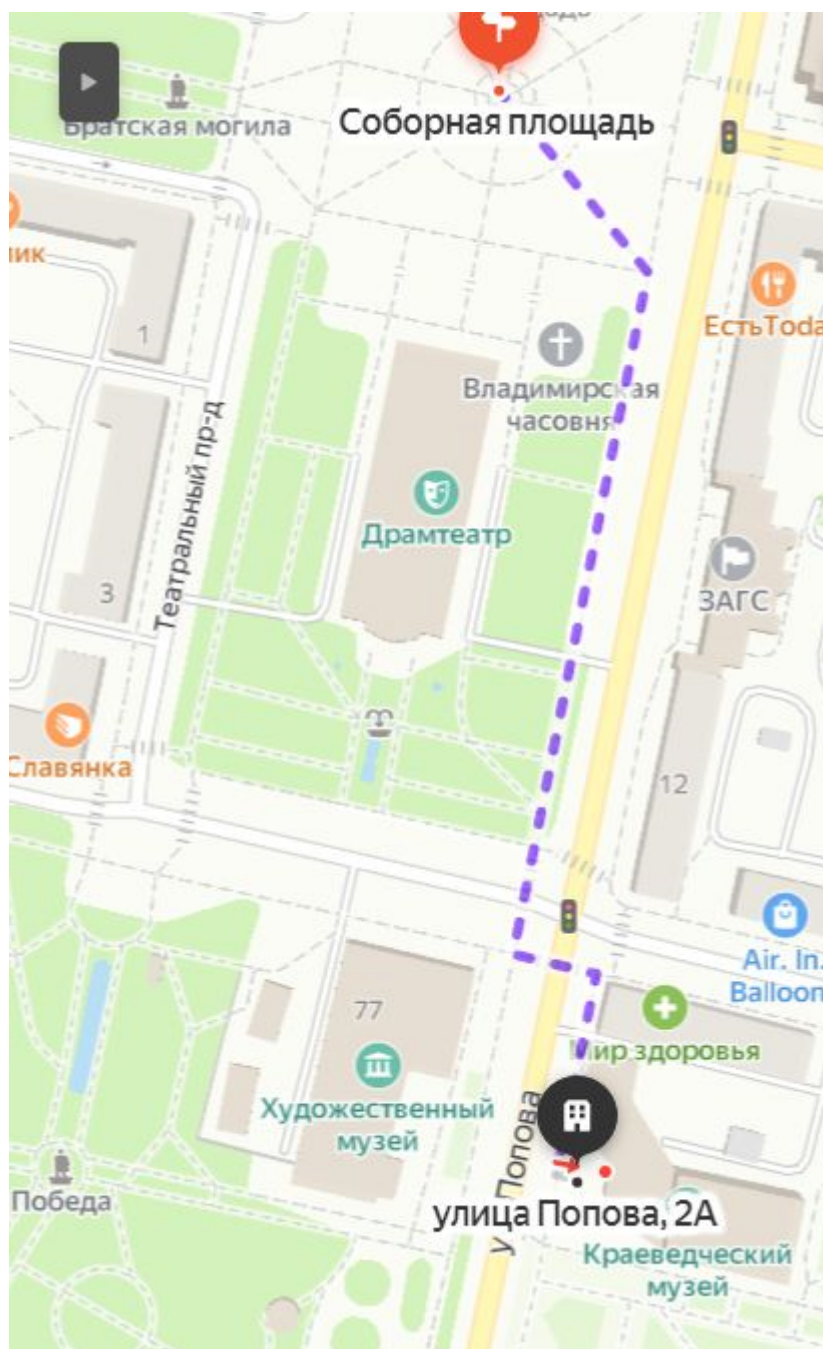 Братская могила
Соборная площадь
ик
1
ЕстьToda
Владимирская
часовня
Театральный пр-д
Драмтеатр
ЗАГС
3
Славянка
12
Air. In.
Balloon
77
Мир здоровья
Художественный
музей
Попова
Победа
улица Попова, 2А
Краеведческий
музей